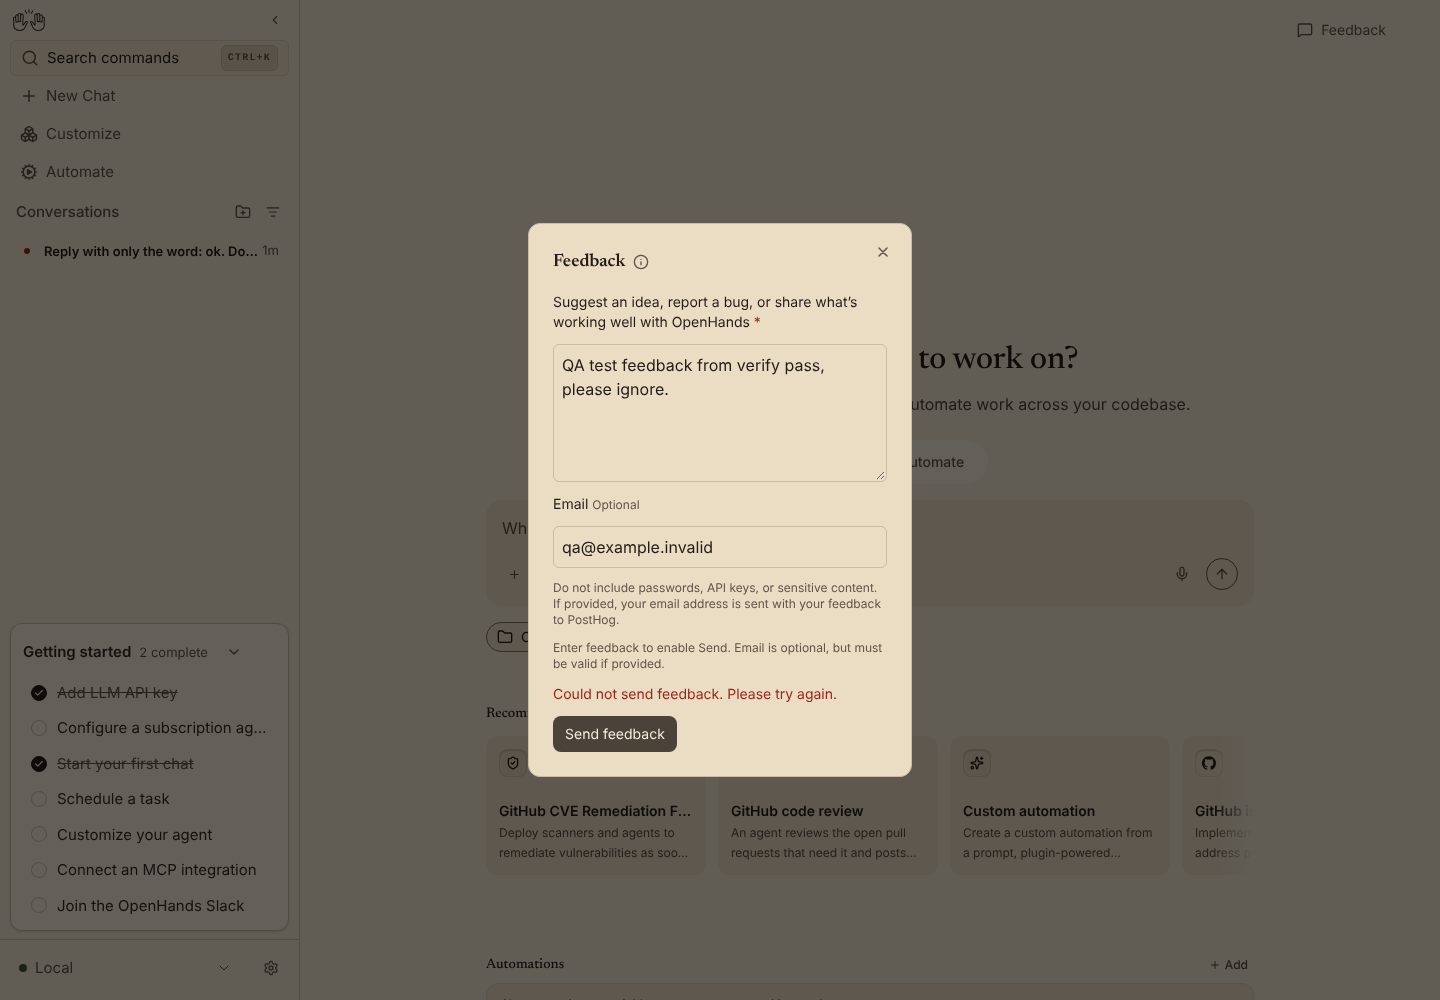 Search commands
CTRL+K
New Chat
Customize
Automate
Conversations
Reply with only the word: ok. Do... 1m
Getting started 2 complete
Add LLM API key
Configure a subscription ag...
Start your first chat
Schedule a task
Customize your agent
Connect an MCP integration
Join the OpenHands Slack
Local
Feedback
to work on?
utomate work across your codebase.
utomate
Wh
Feedback
Suggest an idea, report a bug, or share what's
working well with OpenHands *
QA test feedback from verify pass,
please ignore.
Email Optional
qa@example.invalid
Do not include passwords, API keys, or sensitive content.
If provided, your email address is sent with your feedback
to PostHog.
Enter feedback to enable Send. Email is optional, but must
be valid if provided.
Could not send feedback. Please try again.
Send feedback
Recom
GitHub CVE Remediation F...
Deploy scanners and agents to
remediate vulnerabilities as soo...
GitHub code review
An agent reviews the open pull
requests that need it and posts...
Custom automation
Create a custom automation from
a prompt, plugin-powered...
GitHub
Implemen
address
Automations
+ Add